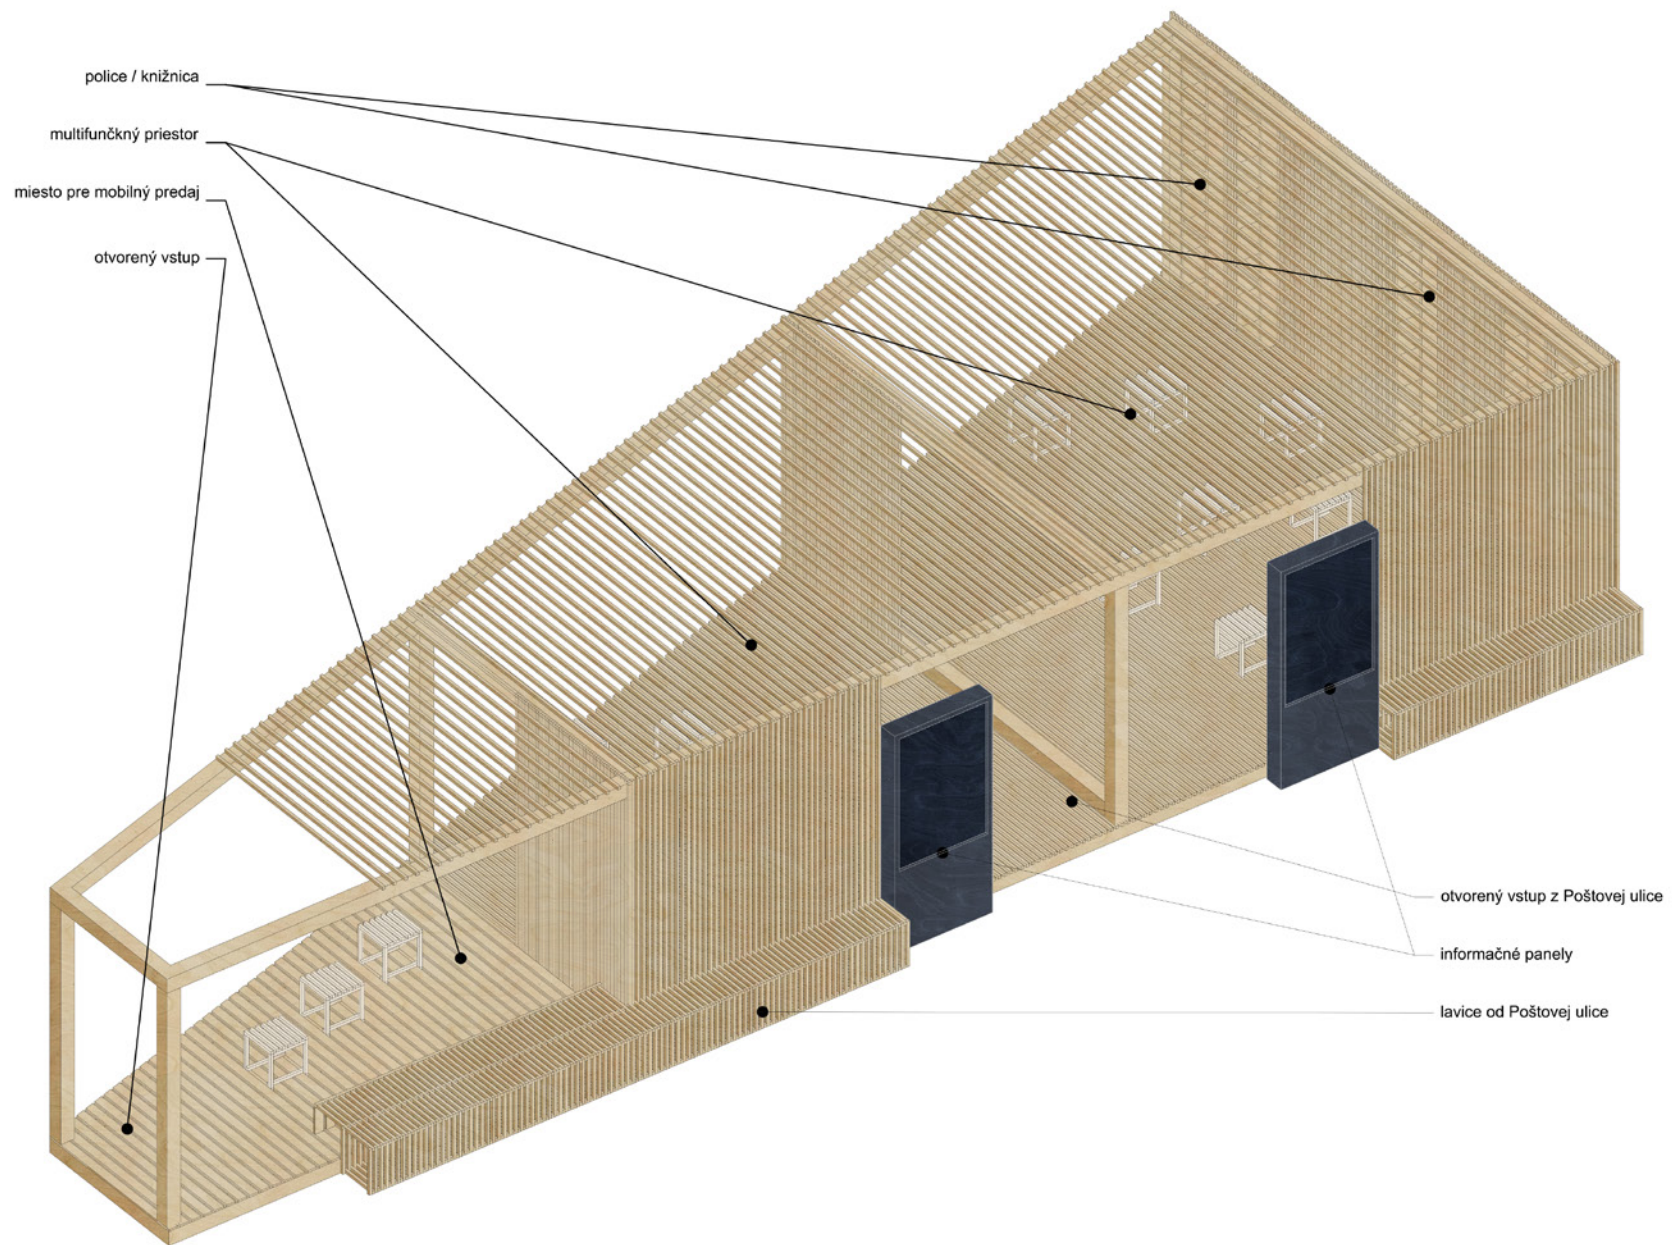 police / knižnica
multifunčkný priestor
miesto pre mobilný predaj
otvorený vstup
otvorený vstup z Poštovej ulice
informačné panely
lavice od Poštovej ulice